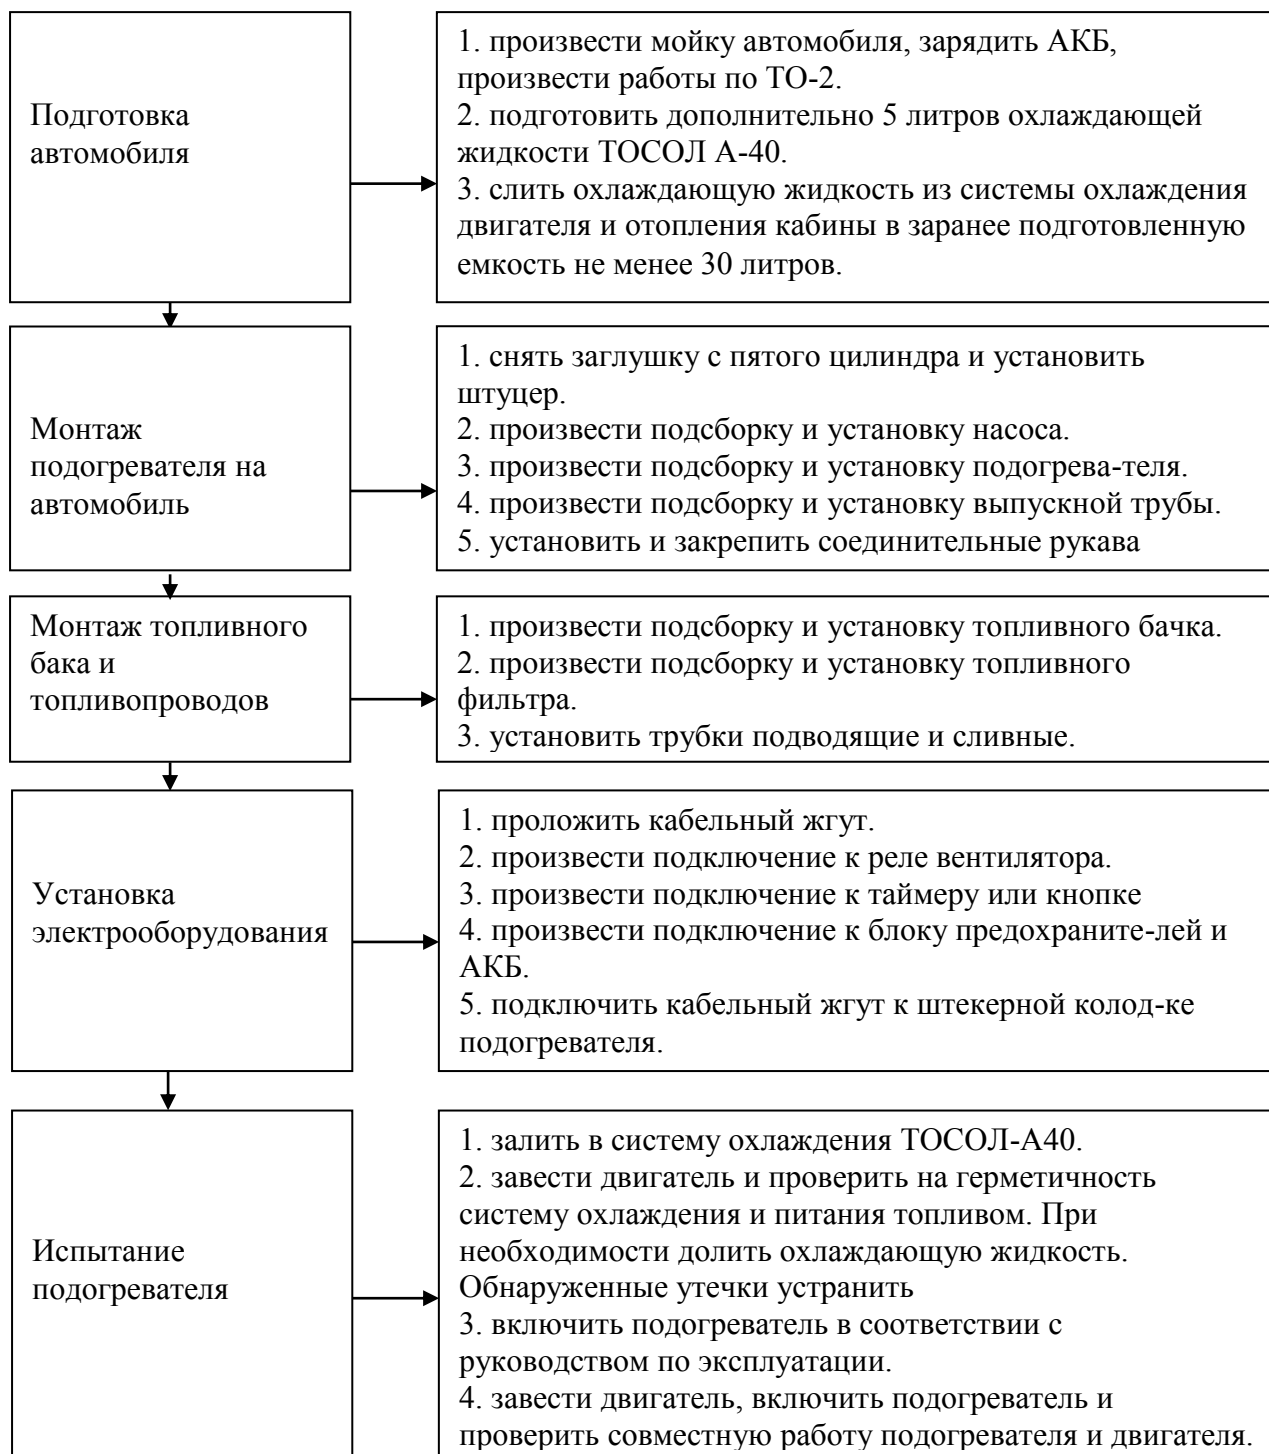 Подготовка
автомобиля
1. произвести мойку автомобиля, зарядить АКБ,
произвести работы по ТО-2.
2. подготовить дополнительно 5 литров охлаждающей
жидкости ТОСОЛ А-40.
3. слить охлаждающую жидкость из системы охлаждения
двигателя и отопления кабины в заранее подготовленную
емкость не менее 30 литров.
Монтаж
подогревателя на
автомобиль
1. снять заглушку с пятого цилиндра и установить
штуцер.
2. произвести подсборку и установку насоса.
3. произвести подсборку и установку подогрева-теля.
4. произвести подсборку и установку выпускной трубы.
5. установить и закрепить соединительные рукава
Монтаж топливного
бака и
топливопроводов
1. произвести подсборку и установку топливного бачка.
2. произвести подсборку и установку топливного
фильтра.
3. установить трубки подводящие и сливные.
Установка
электрооборудования
1. проложить кабельный жгут.
2. произвести подключение к реле вентилятора.
3. произвести подключение к таймеру или кнопке
4. произвести подключение к блоку предохраните-лей и
АКБ.
5. подключить кабельный жгут к штекерной колод-ке
подогревателя.
Испытание
подогревателя
1. залить в систему охлаждения ТОСОЛ-А40.
2. завести двигатель и проверить на герметичность
систему охлаждения и питания топливом. При
необходимости долить охлаждающую жидкость.
Обнаруженные утечки устранить
3. включить подогреватель в соответствии с
руководством по эксплуатации.
4. завести двигатель, включить подогреватель и
проверить совместную работу подогревателя и двигателя.